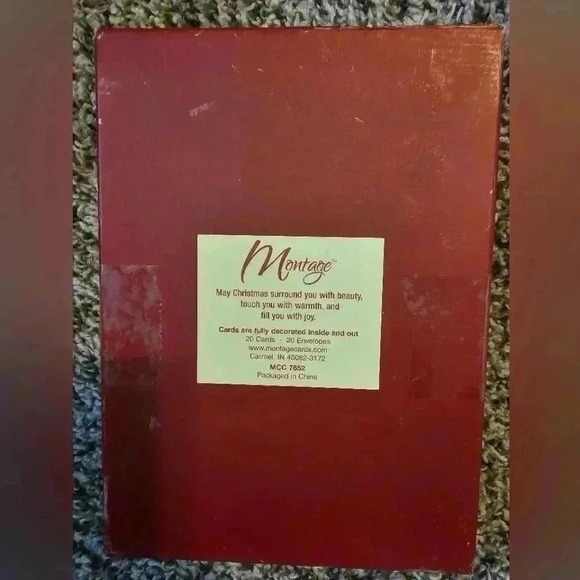 Montage™
May Christmas surround you with beauty,
touch you with warmth, and
fill you with joy.
Cards are fully decorated inside and out
20 Cards - 20 Envelopes
www.montagecards.com
Carmel, IN 46082-3172
MCC 7652
Packaged in China